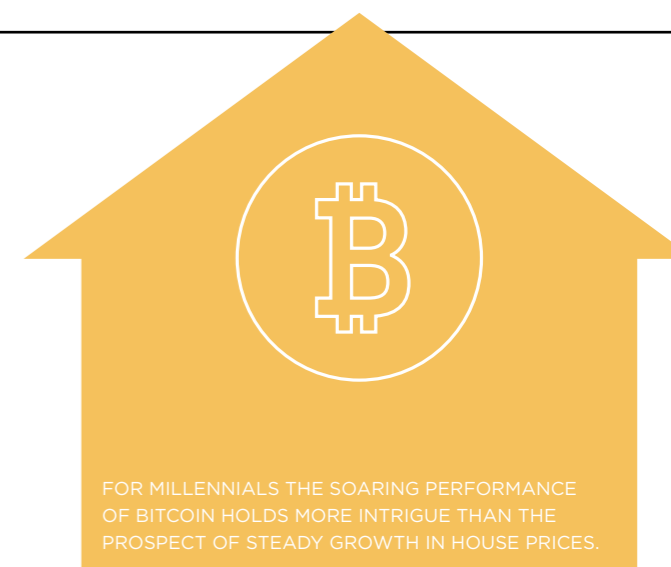 FOR MILLENNIALS THE SOARING PERFORMANCE
OF BITCOIN HOLDS MORE INTRIGUE THAN THE
PROSPECT OF STEADY GROWTH IN HOUSE PRICES.